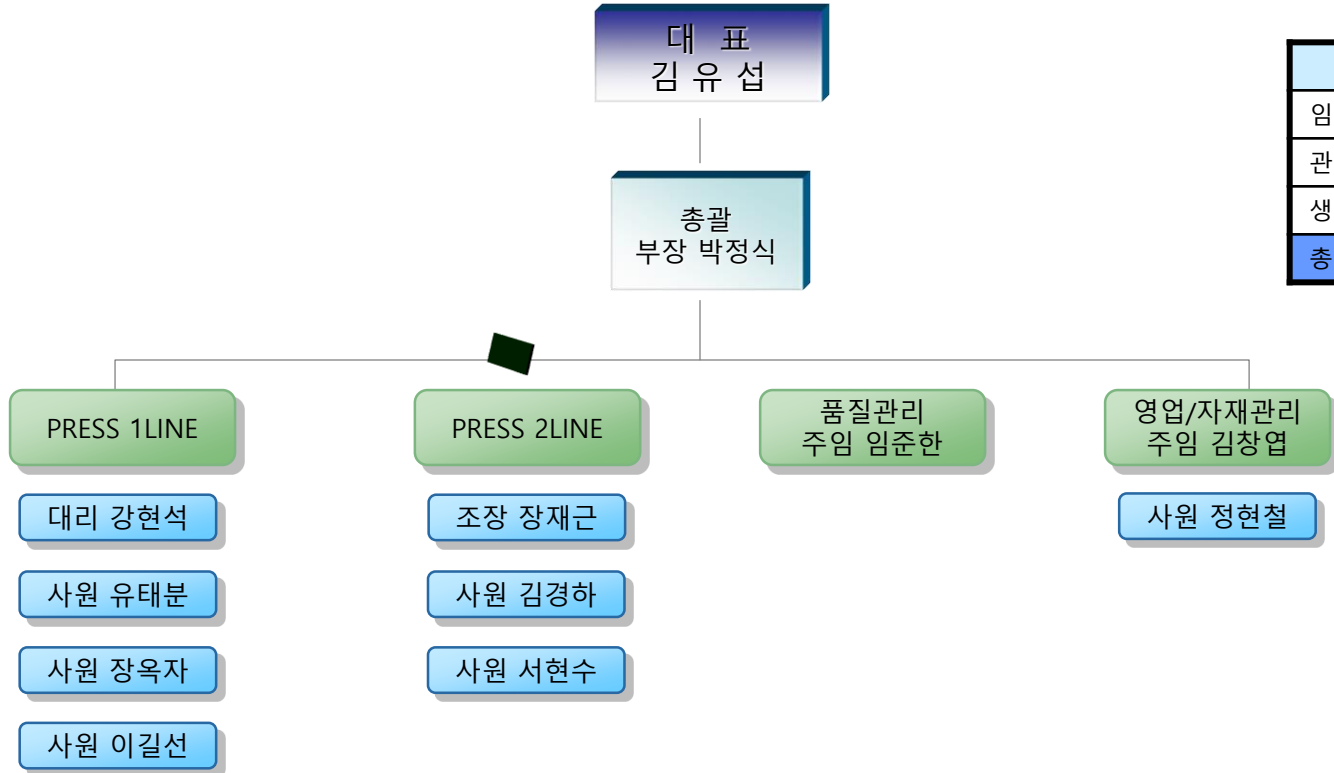 대 표
김 유 섭
총괄
부장 박정식
임
관
생
총
PRESS 1LINE
PRESS 2LINE
품질관리
주임 임준한
영업/자재관리
주임 김창엽
대리 강현석
조장 장재근
사원 정현철
사원 유태분
사원 김경하
사원 장옥자
사원 서현수
사원 이길선